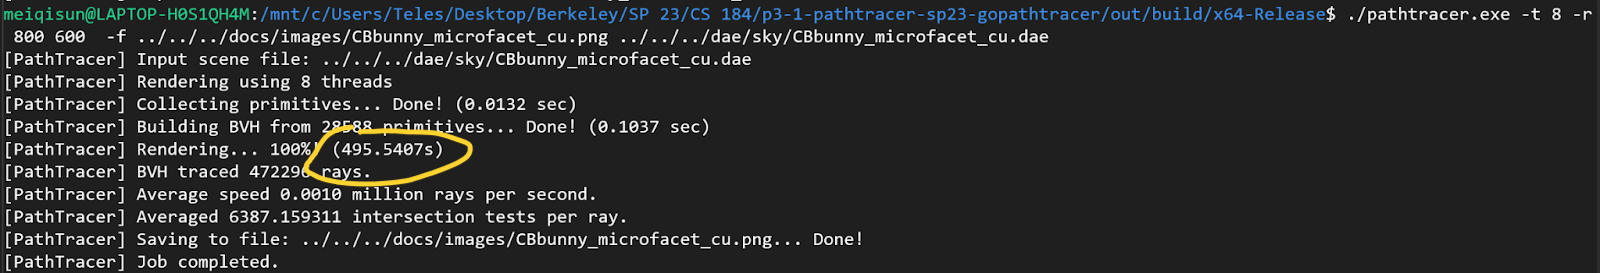 meiqisun@LAPTOP-H0S1QH4M:/mnt/c/Users/Teles/Desktop/Berkeley/SP 23/CS 184/p3-1-pathtracer-sp23-gopathtracer/out/build/x64-Release$ ./pathtracer.exe -t 8 -r
800 600  -f ../../../docs/images/CBbunny_microfacet_cu.png ../../../dae/sky/CBbunny_microfacet_cu.dae
[PathTracer] Input scene file: ../../../dae/sky/CBbunny_microfacet_cu.dae
[PathTracer] Rendering using 8 threads
[PathTracer] Collecting primitives... Done! (0.0132 sec)
[PathTracer] Building BVH from 28588 primitives... Done! (0.1037 sec)
[PathTracer] Rendering... 100%! (495.5407s)
[PathTracer] BVH traced 472296 rays.
[PathTracer] Average speed 0.0010 million rays per second.
[PathTracer] Averaged 6387.159311 intersection tests per ray.
[PathTracer] Saving to file: ../../../docs/images/CBbunny_microfacet_cu.png... Done!
[PathTracer] Job completed.